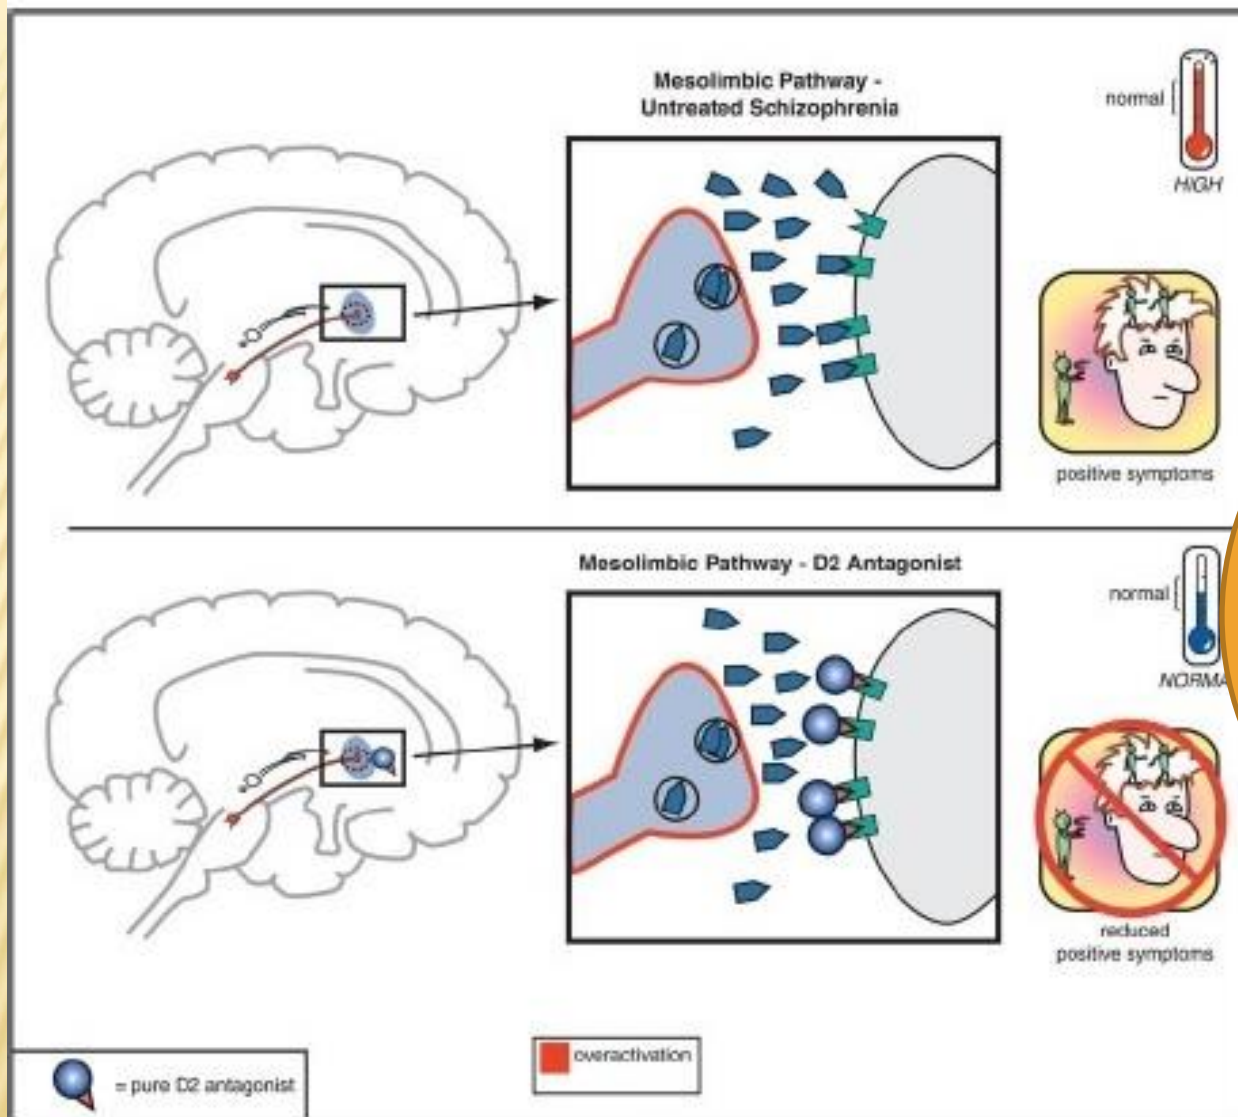 Mesolimbic Pathway -
Untreated Schizophrenia
normal
HIGH
positive symptoms
Mesolimbic Pathway - D2 Antagonist
normal
NORMA
reduced
positive symptoms
overactivation
= pure D2 antagonist